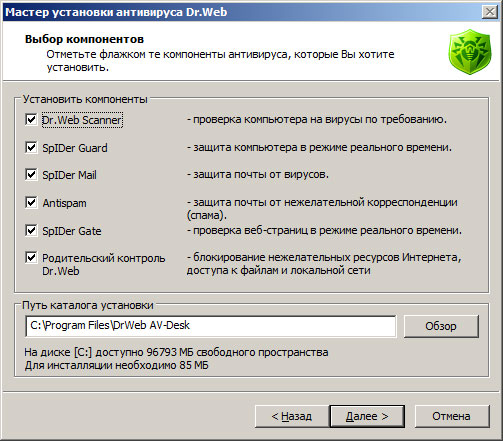 Мастер установки антивируса Dr.Web
Выбор компонентов
Отметьте флажком те компоненты антивируса, которые Вы хотите
установить.
Установить компоненты
Dr.Web Scanner - проверка компьютера на вирусы по требованию.
SpIDer Guard - защита компьютера в режиме реального времени.
SpIDer Mail - защита почты от вирусов.
Antispam - защита почты от нежелательной корреспонденции
(спама).
SpIDer Gate - проверка веб-страниц в режиме реального времени.
Родительский контроль - блокирование нежелательных ресурсов Интернета,
Dr.Web доступа к файлам и локальной сети
Путь каталога установки
C:\Program Files\DrWeb AV-Desk Обзор
На диске [C:] доступно 96793 МБ свободного пространства
Для инсталляции необходимо 85 МБ
< Назад Далее > Отмена